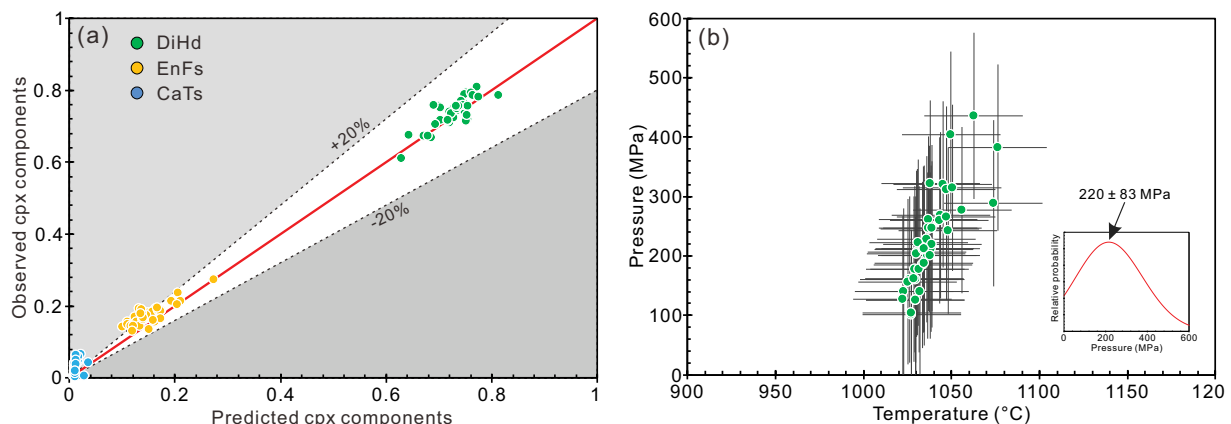 (a)
DiHd
EnFs
CaTs
+20%
-20%
Observed cpx components
1
0.8
0.6
0.4
0.2
0
0 0.2 0.4 0.6 0.8 1
Predicted cpx components
(b)
Pressure (MPa)
600
500
400
300
200
100
0
900 950 1000 1050 1100 1150 120
Temperature (°C)
220 ± 83 MPa
Relative probability
0 200 400 600
Pressure (MPa)